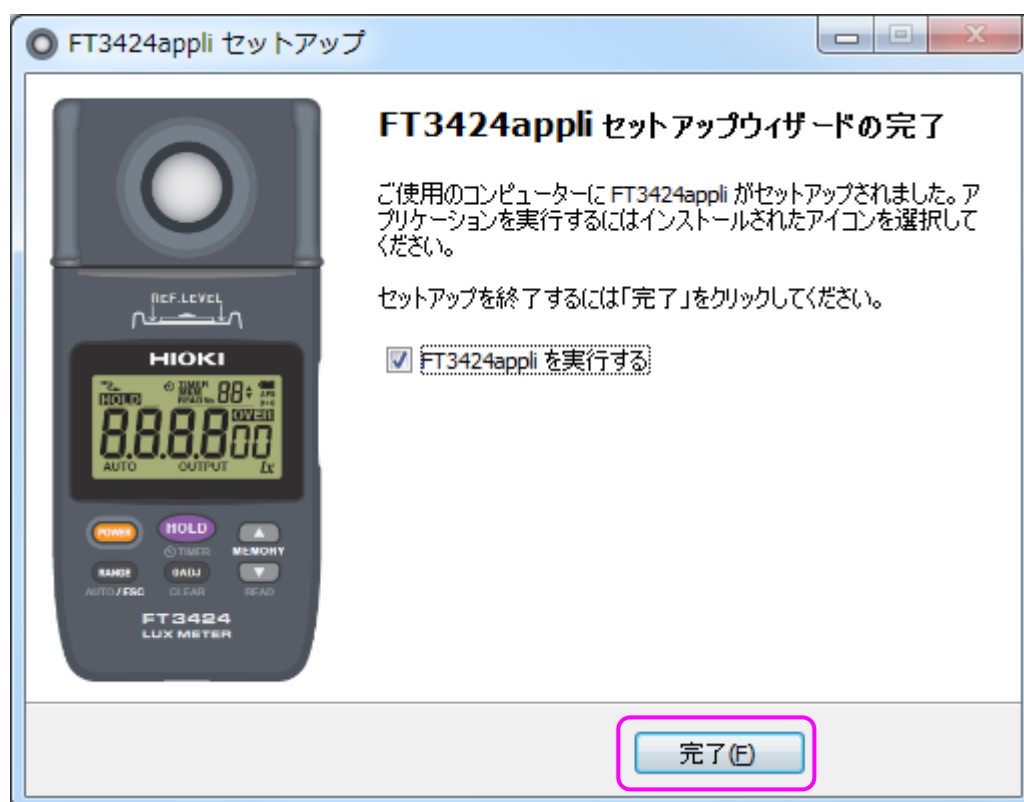 FT3424appli セットアップ
FT3424appli セットアップウィザードの完了
ご使用のコンピューターに FT3424appli がセットアップされました。ア
プリケーションを実行するにはインストールされたアイコンを選択して
ください。
セットアップを終了するには「完了」をクリックしてください。
FT3424appli を実行する
REF.LEVEL
HIOKI
HOLD
88
OVER
8.8.8.800
AUTO OUTPUT lx
POWER HOLD
TIMER MEMORY
RANGE 0ADJ
AUTO / ESC CLEAR READ
FT3424
LUX METER
完了(F)